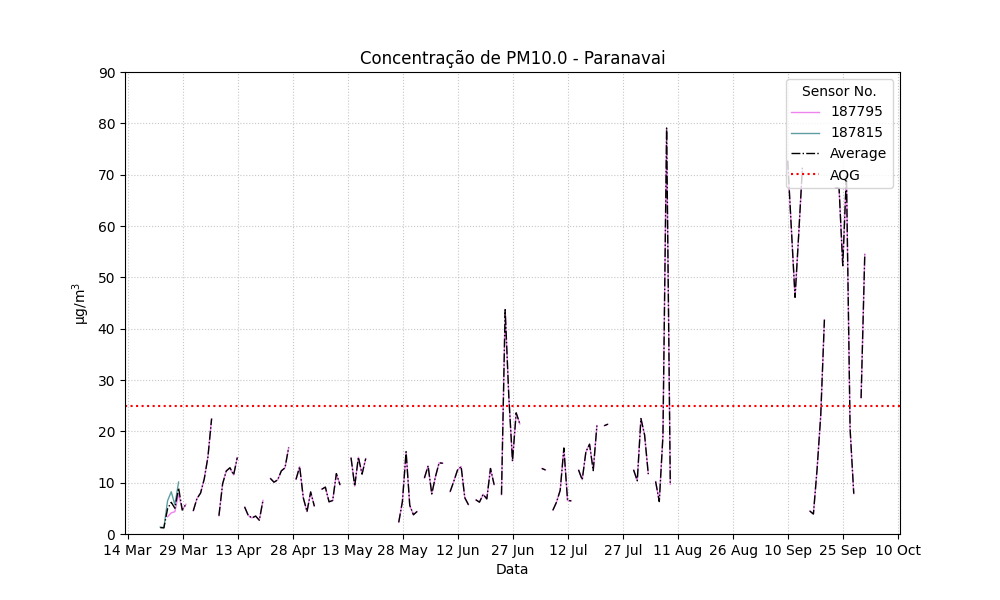 Concentração de PM10.0 - Paranavai
90
80
70
60
50
40
30
20
10
0
µg/m³
Sensor No.
187795
187815
Average
AQG
14 Mar 29 Mar 13 Apr 28 Apr 13 May 28 May 12 Jun 27 Jun 12 Jul 27 Jul 11 Aug 26 Aug 10 Sep 25 Sep 10 Oct
Data